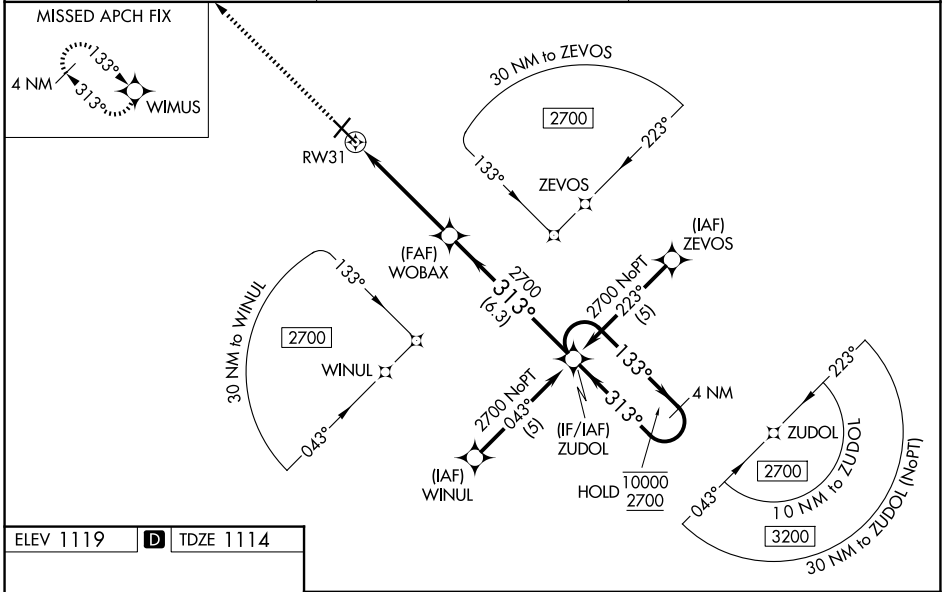 MISSED APCH FIX
133°
4 NM
313°
WIMUS
RW31
30 NM to ZEVOS
2700
133°
223°
ZEVOS
(FAF)
WOBAX
2700
313°
(6.3)
(IAF)
ZEVOS
2700 NoPT
223°
(5)
30 NM to WINUL
133°
2700
WINUL
043°
2700 NoPT
043°
(5)
(IAF)
WINUL
(IF/IAF)
ZUDOL
133°
313°
4 NM
HOLD
10000
2700
223°
ZUDOL
043°
2700
10 NM to ZUDOL
3200
30 NM to ZUDOL (NoPT)
ELEV 1119
D
TDZE 1114